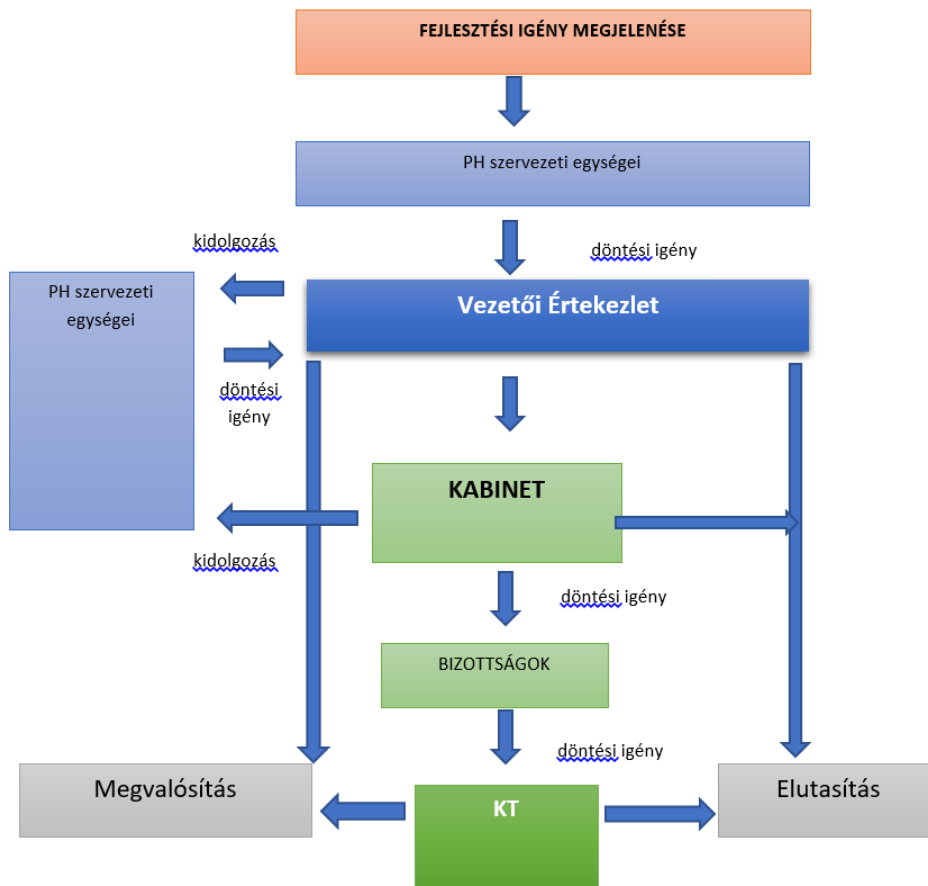 FEJLESZTÉSI IGÉNY MEGJELENÉSE
PH szervezeti egységei
kidolgozás
döntési igény
PH szervezeti
egységei
Vezetői Értekezlet
döntési
igény
KABINET
kidolgozás
döntési igény
BIZOTTSÁGOK
döntési igény
Megvalósítás
KT
Elutasítás